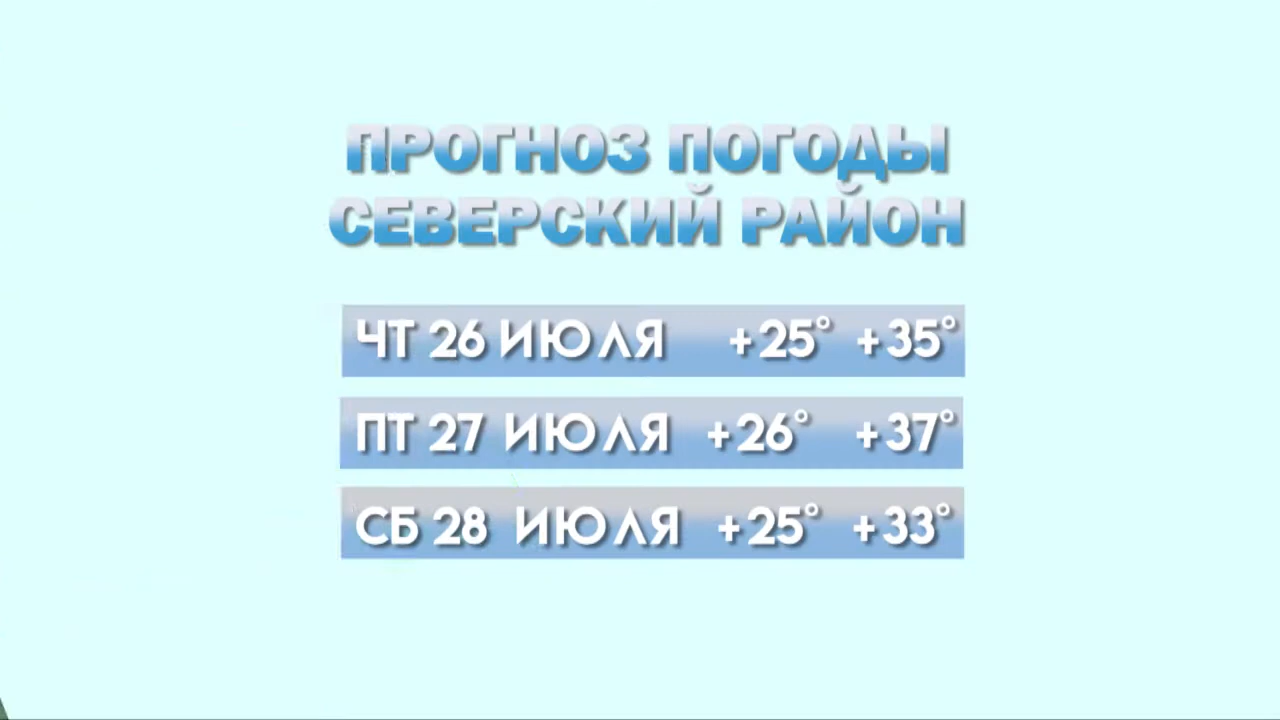 ПРОГНОЗ ПОГОДЫ
СЕВЕРСКИЙ РАЙОН
ЧТ 26 ИЮЛЯ +25° +35°
ПТ 27 ИЮЛЯ +26° +37°
СБ 28 ИЮЛЯ +25° +33°